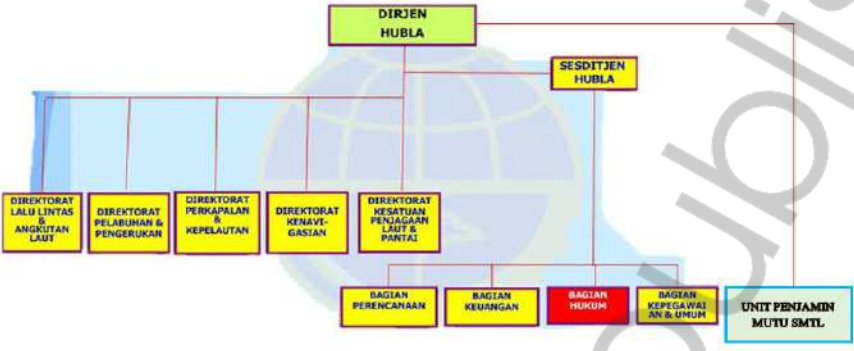 DIRJEN
HUBLA
SESDITJEN
HUBLA
DIREKTORAT
LALU LINTAS
&
ANGKUTAN
LAUT
DIREKTORAT
PELABUHAN &
PENGERUKAN
DIREKTORAT
PERKAPALAN
&
KEPELAUTAN
DIREKTORAT
KENAVI-
GASIAN
DIREKTORAT
KESATUAN
PENJAGAAN
LAUT &
PANTAI
BAGIAN
PERENCANAAN
BAGIAN
KEUANGAN
BAGIAN
HUKUM
BAGIAN
KEPEGAWAI
AN & UMUM
UNIT PENJAMIN
MUTU SMTL